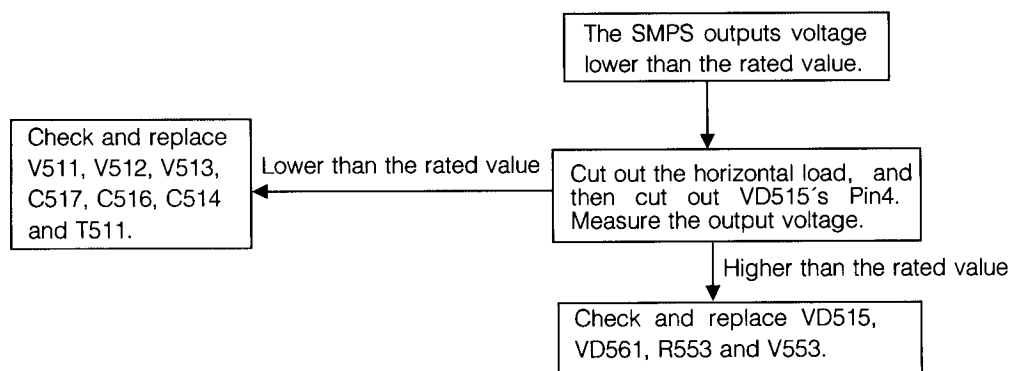 The SMPS outputs voltage
lower than the rated value.
Check and replace
V511, V512, V513,
C517, C516, C514
and T511.
Lower than the rated value
Cut out the horizontal load, and
then cut out VD515's Pin4.
Measure the output voltage.
Higher than the rated value
Check and replace VD515,
VD561, R553 and V553.